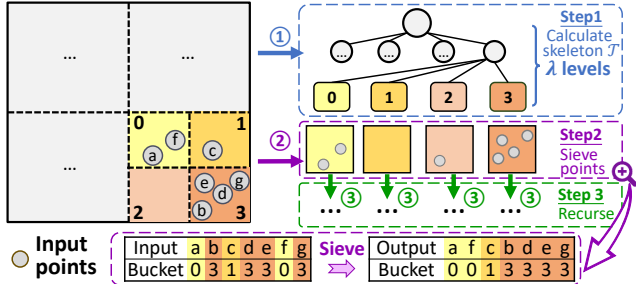 ...
...
...
0
1
2
3
a
f
c
e
g
d
b
Input
points
①
Step1
Calculate
skeleton 𝒯
λ levels
... ... ...
0 1 2 3
②
Step2
Sieve
points
③ ③ ③ ③
... ... ... ...
Step 3
Recurse
Input a b c d e f g
Bucket 0 3 1 3 3 0 3
Sieve
Output a f c b d e g
Bucket 0 0 1 3 3 3 3